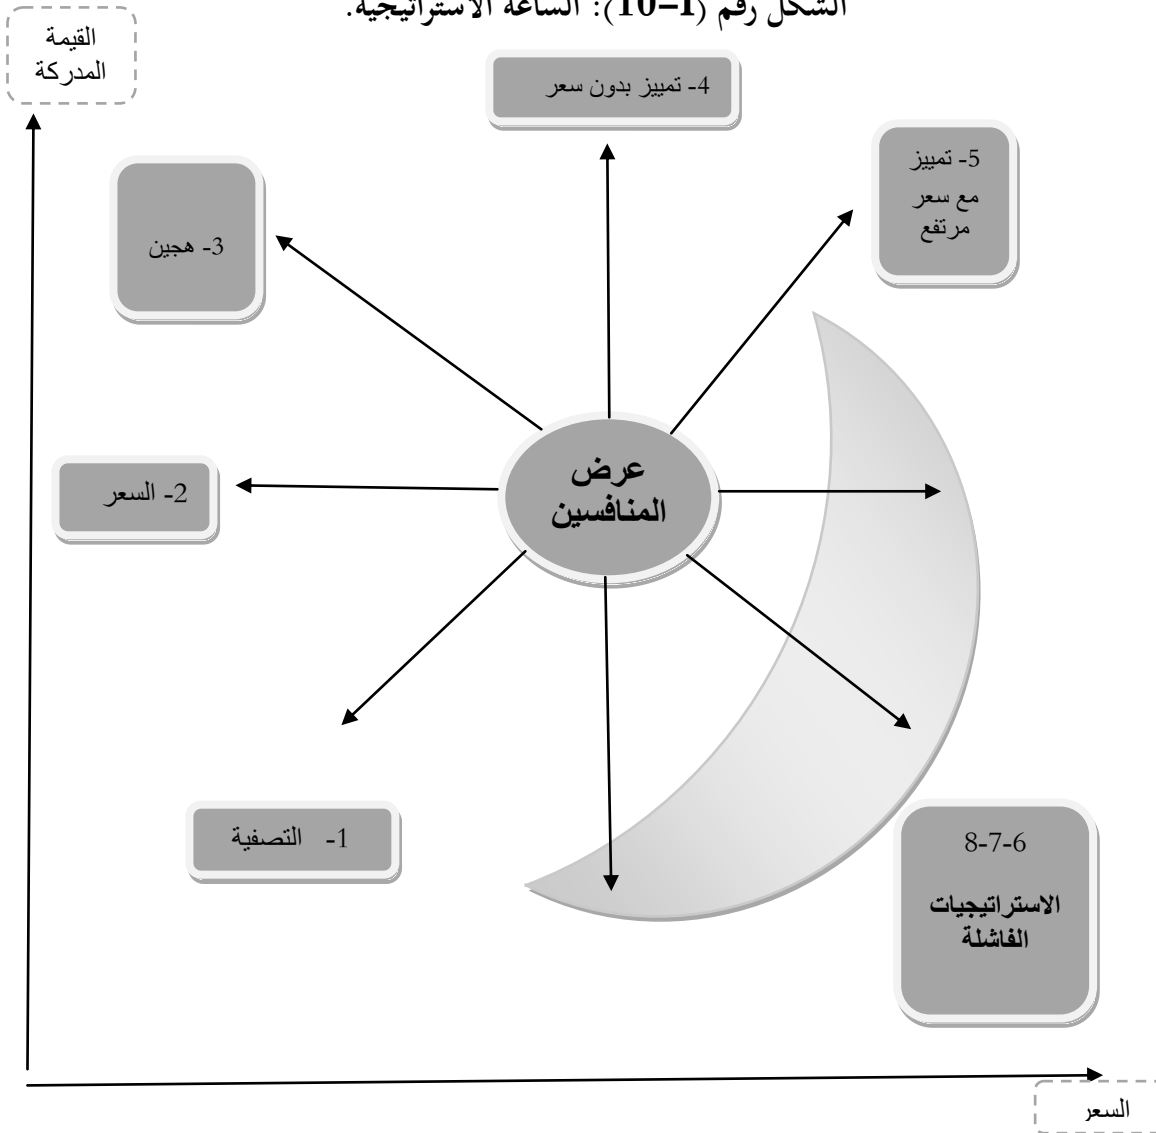 الشكل رقم (10-I): الساعة الاستراتيجية.
القيمة
المدركة
4- تمييز بدون سعر
5- تمييز
مع سعر
مرتفع
3- هجين
عرض
المنافسين
2- السعر
1- التصفية
8-7-6
الاستراتيجيات
الفاشلة
السعر